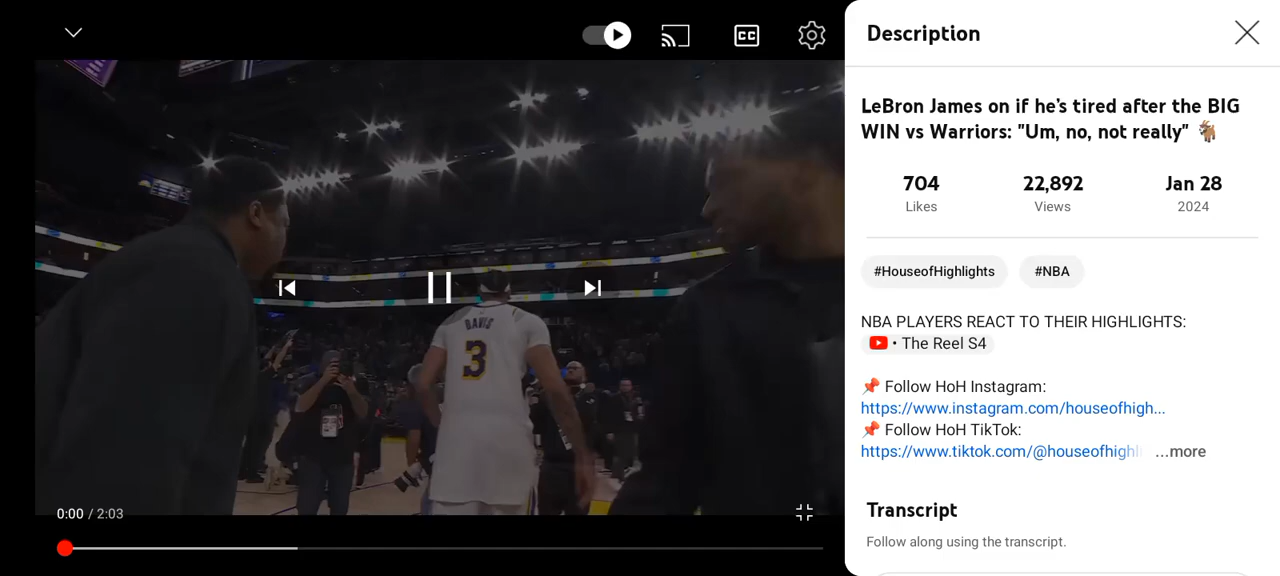 CC
DAVIS
3
0:00 / 2:03
Description
LeBron James on if he's tired after the BIG
WIN vs Warriors: "Um, no, not really" 🐐
704 22,892 Jan 28
Likes Views 2024
#HouseofHighlights #NBA
NBA PLAYERS REACT TO THEIR HIGHLIGHTS:
• The Reel S4
📌 Follow HoH Instagram:
https://www.instagram.com/houseofhigh...
📌 Follow HoH TikTok:
https://www.tiktok.com/@houseofhighli ...more
Transcript
Follow along using the transcript.